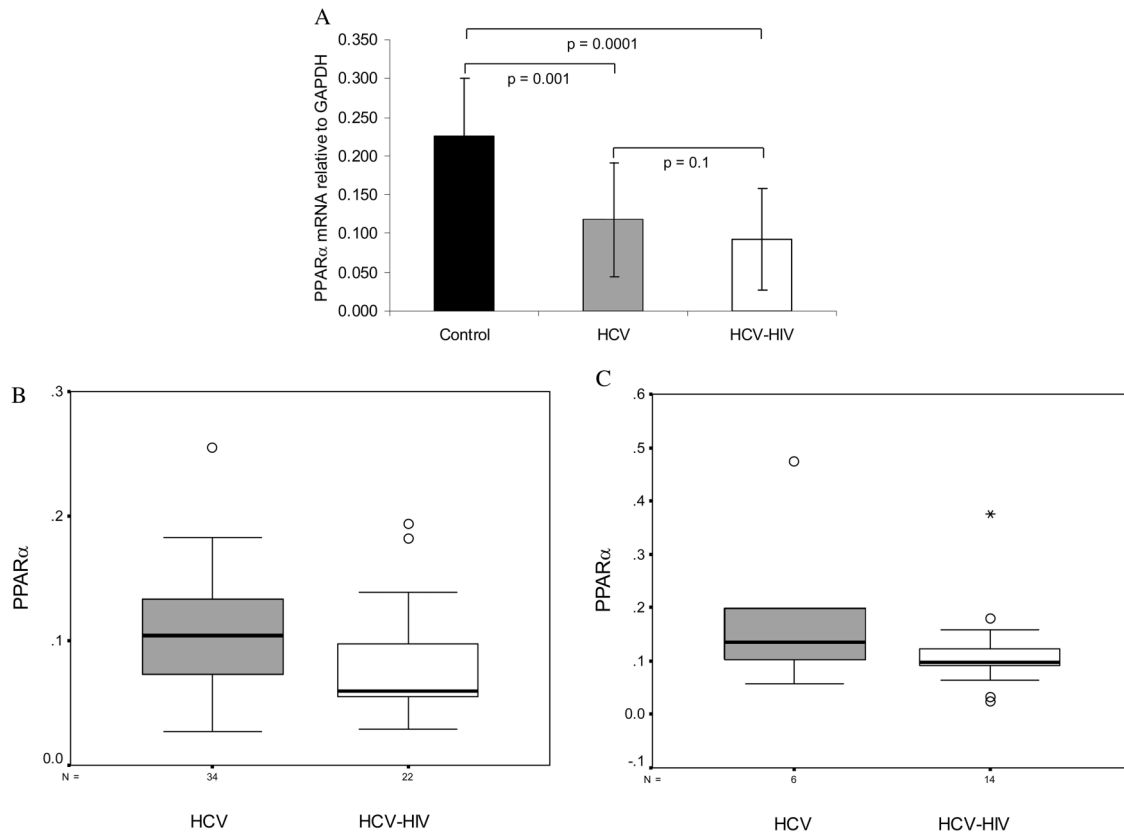 A
PPARα mRNA relative to GAPDH
0.350
0.300
0.250
0.200
0.150
0.100
0.050
0.000
p = 0.0001
p = 0.001
p = 0.1
Control HCV HCV-HIV
B
PPARα
.3
.2
.1
0.0
N = 34 22
HCV HCV-HIV
C
PPARα
.6
.5
.4
.3
.2
.1
0.0
-.1
N = 6 14
HCV HCV-HIV